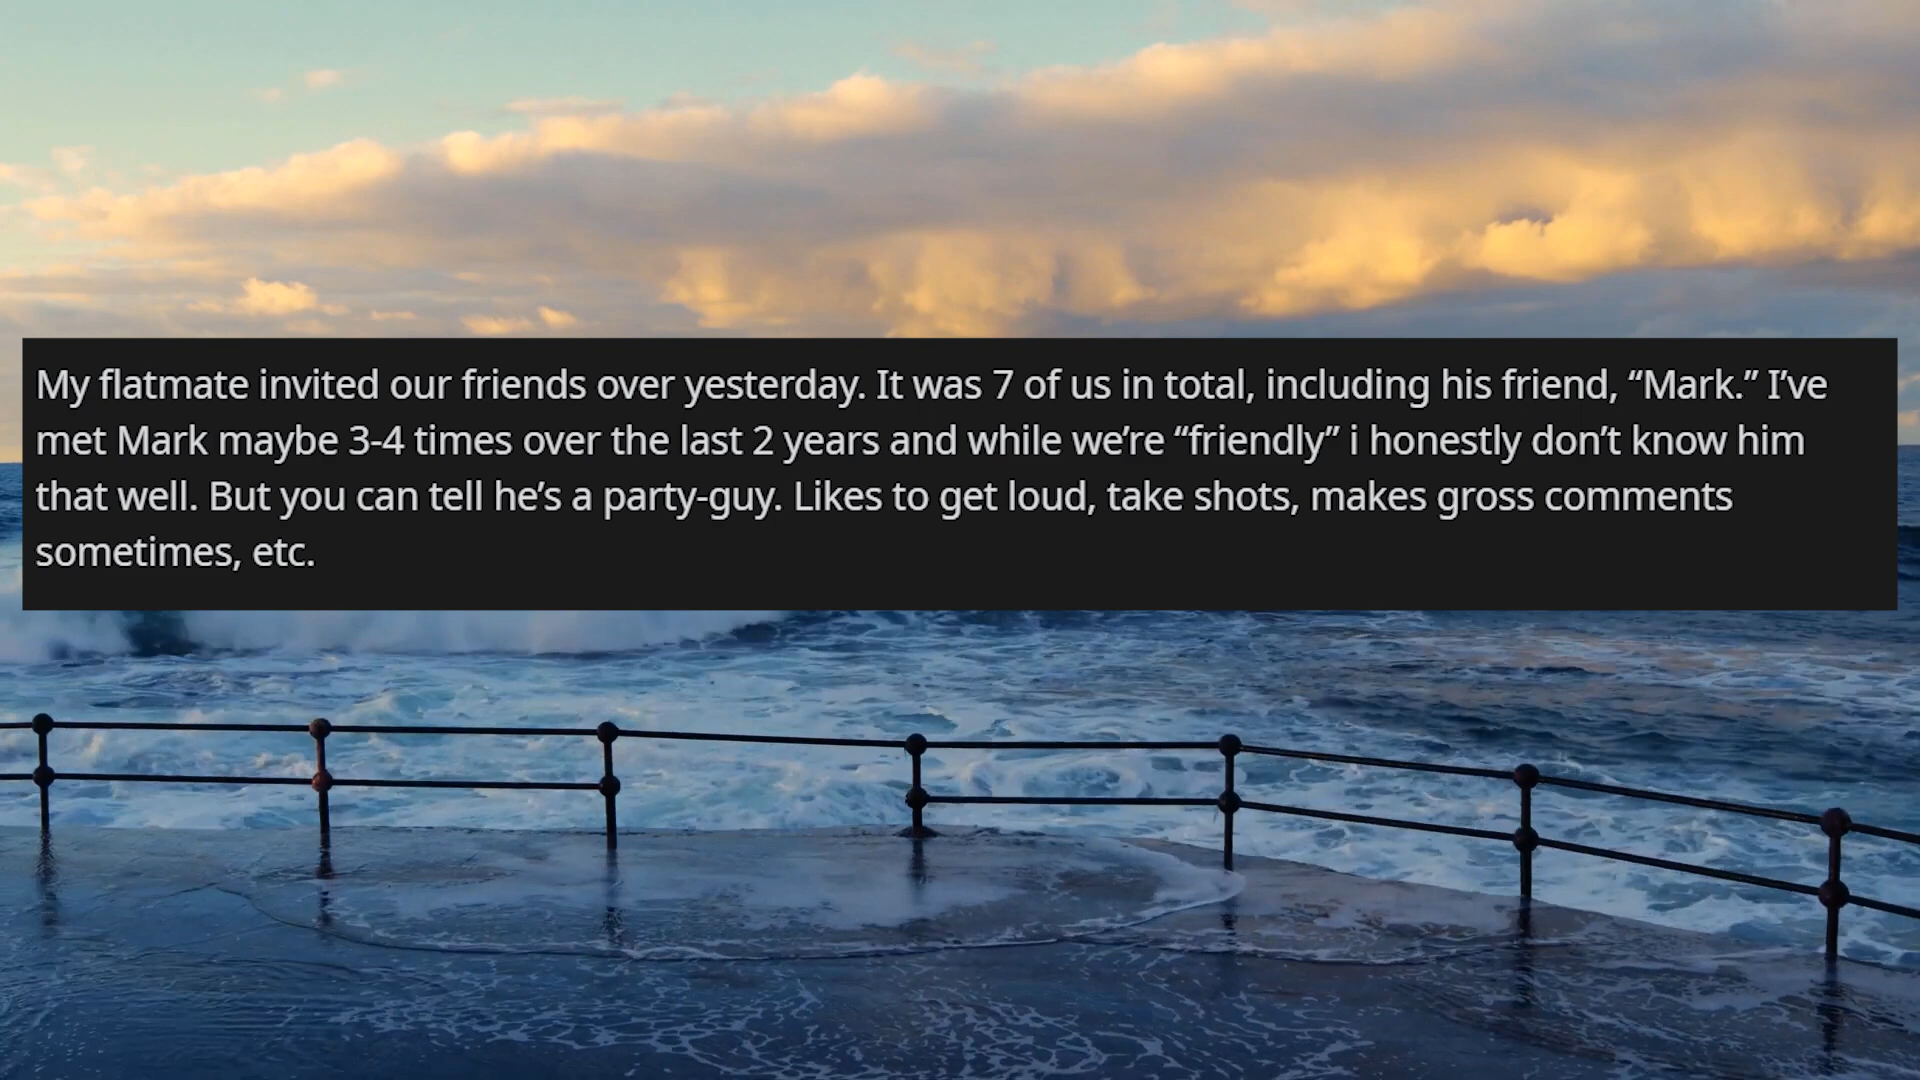 My flatmate invited our friends over yesterday. It was 7 of us in total, including his friend, “Mark.” I’ve
met Mark maybe 3-4 times over the last 2 years and while we’re “friendly” i honestly don’t know him
that well. But you can tell he’s a party-guy. Likes to get loud, take shots, makes gross comments
sometimes, etc.